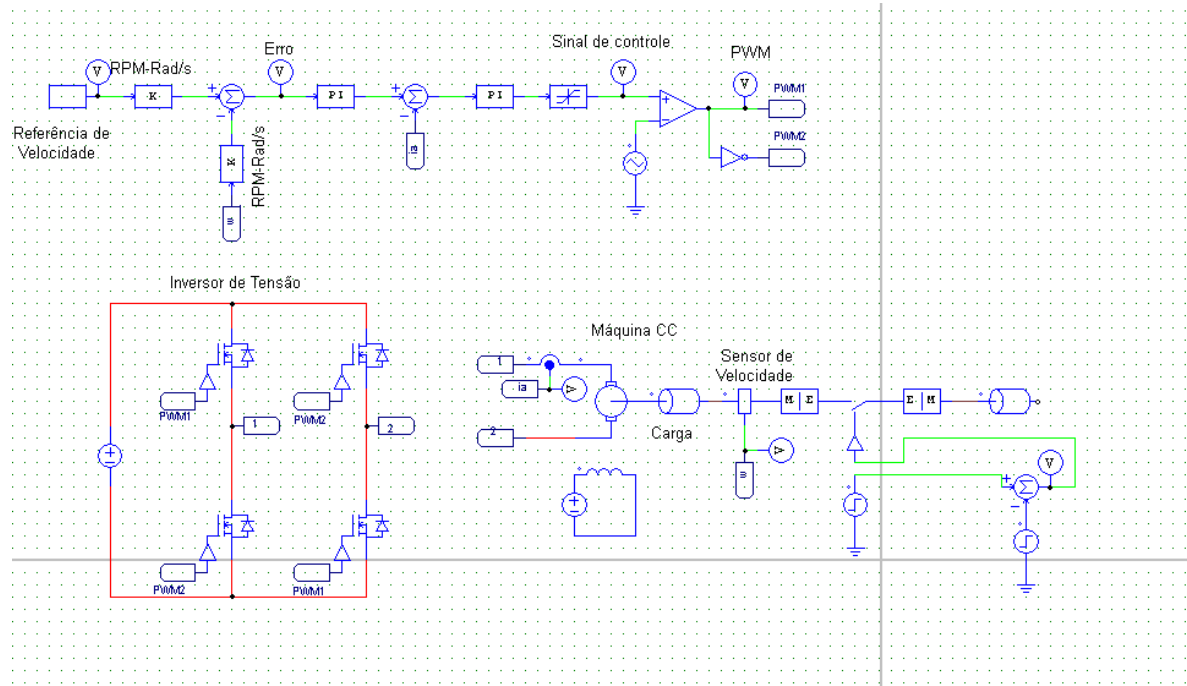 Sinal de controle
Erro
PWM
RPM-Rad/s
V
V
V
V
PWM1
K
Σ
PI
Σ
PI
Referência de
Velocidade
PWM2
K
RPM-Rad/s
ia
ω
Inversor de Tensão
Máquina CC
1
Sensor de
Velocidade
ia
A
M E
E M
PWM1
PWM2
1
2
2
Carga
V
V
ω
Σ
PWM2
PWM1